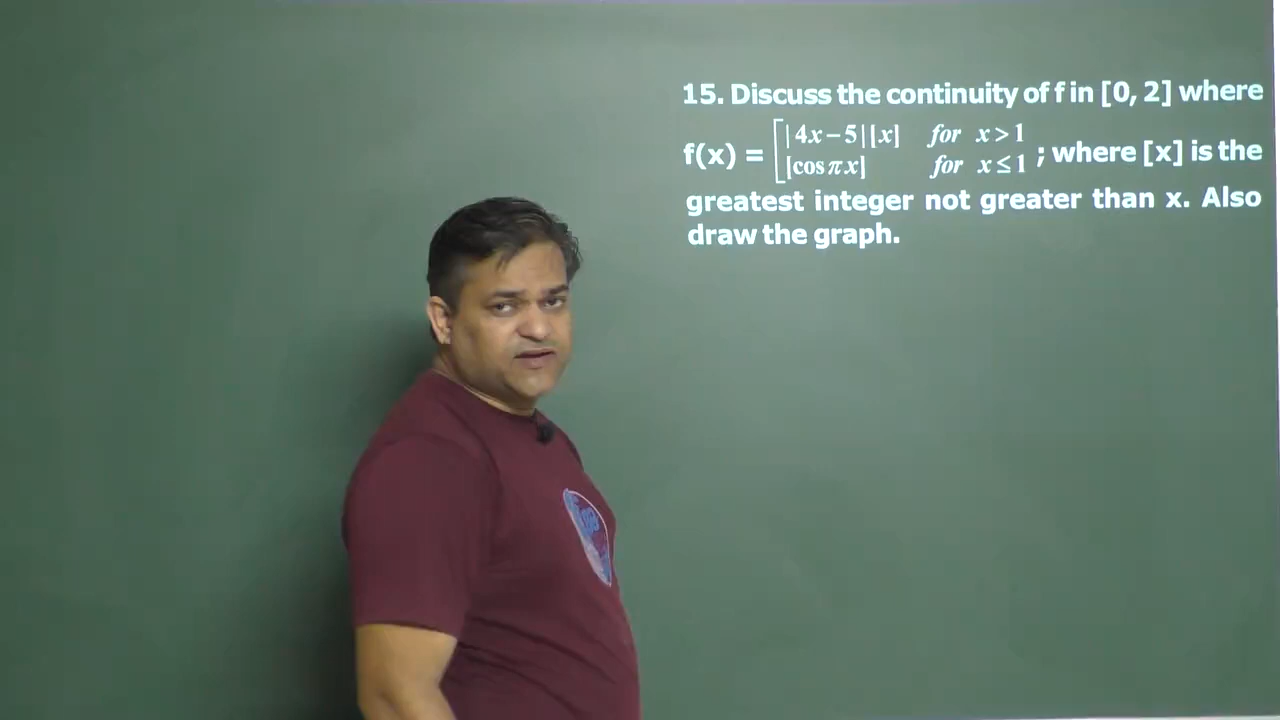 15. Discuss the continuity of f in [0, 2] where
f(x) = [ | 4x − 5 | [x] for x > 1
[cos π x] for x ≤ 1 ; where [x] is the
greatest integer not greater than x. Also
draw the graph.